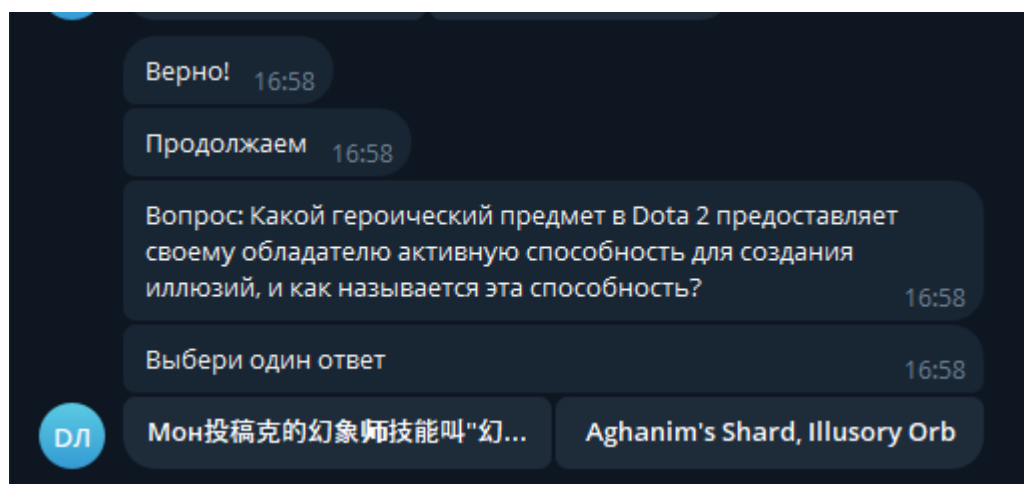 Верно! 16:58
Продолжаем 16:58
Вопрос: Какой героический предмет в Dota 2 предоставляет
своему обладателю активную способность для создания
иллюзий, и как называется эта способность? 16:58
Выбери один ответ 16:58
DЛ Мон投稿克的幻象师技能叫"幻... Aghanim's Shard, Illusory Orb